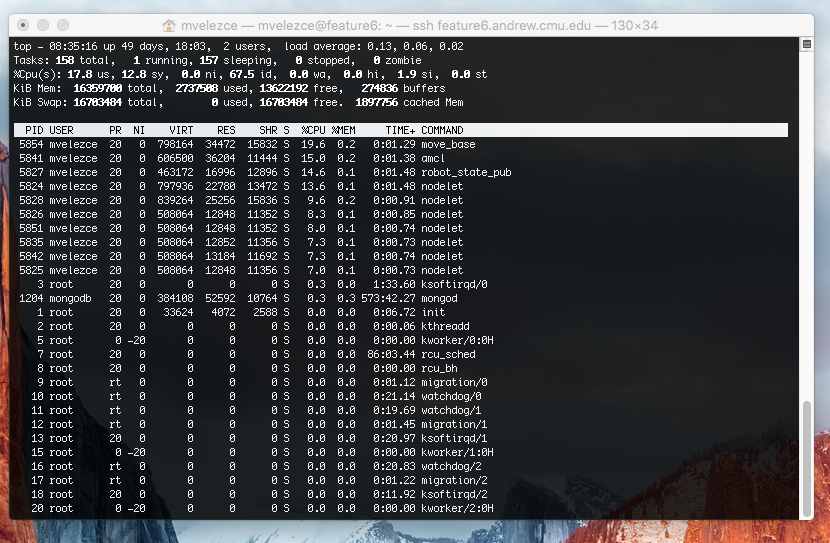 mvelezce — mvelezce@feature6: ~ — ssh feature6.andrew.cmu.edu — 130×34
top - 08:35:16 up 49 days, 18:03,  2 users,  load average: 0.13, 0.06, 0.02
Tasks: 158 total,   1 running, 157 sleeping,   0 stopped,   0 zombie
%Cpu(s): 17.8 us, 12.8 sy,  0.0 ni, 67.5 id,  0.0 wa,  0.0 hi,  1.9 si,  0.0 st
KiB Mem:  16359700 total,  2737508 used, 13622192 free,   274836 buffers
KiB Swap: 16703484 total,        0 used, 16703484 free.  1897756 cached Mem
PID USER      PR  NI    VIRT    RES    SHR S  %CPU %MEM     TIME+ COMMAND
5854 mvelezce  20   0  798164  34472  15832 S  19.6  0.2   0:01.29 move_base
5841 mvelezce  20   0  606500  36204  11444 S  15.0  0.2   0:01.38 amcl
5827 mvelezce  20   0  463172  16996  12896 S  14.6  0.1   0:01.48 robot_state_pub
5824 mvelezce  20   0  797936  22780  13472 S  13.6  0.1   0:01.48 nodelet
5828 mvelezce  20   0  839264  25256  15836 S   9.6  0.2   0:00.91 nodelet
5826 mvelezce  20   0  508064  12848  11352 S   8.3  0.1   0:00.85 nodelet
5851 mvelezce  20   0  508064  12848  11352 S   8.0  0.1   0:00.74 nodelet
5835 mvelezce  20   0  508064  12852  11356 S   7.3  0.1   0:00.73 nodelet
5842 mvelezce  20   0  508064  13184  11692 S   7.3  0.1   0:00.74 nodelet
5825 mvelezce  20   0  508064  12848  11356 S   7.0  0.1   0:00.73 nodelet
3 root      20   0       0      0      0 S   0.3  0.0   1:33.60 ksoftirqd/0
1204 mongodb   20   0  384108  52592  10764 S   0.3  0.3 573:42.27 mongod
1 root      20   0   33624   4072   2588 S   0.0  0.0   0:06.72 init
2 root      20   0       0      0      0 S   0.0  0.0   0:00.06 kthreadd
5 root       0 -20       0      0      0 S   0.0  0.0   0:00.00 kworker/0:0H
7 root      20   0       0      0      0 S   0.0  0.0  86:03.44 rcu_sched
8 root      20   0       0      0      0 S   0.0  0.0   0:00.00 rcu_bh
9 root      rt   0       0      0      0 S   0.0  0.0   0:01.12 migration/0
10 root      rt   0       0      0      0 S   0.0  0.0   0:21.14 watchdog/0
11 root      rt   0       0      0      0 S   0.0  0.0   0:19.69 watchdog/1
12 root      rt   0       0      0      0 S   0.0  0.0   0:01.45 migration/1
13 root      20   0       0      0      0 S   0.0  0.0   0:20.97 ksoftirqd/1
15 root       0 -20       0      0      0 S   0.0  0.0   0:00.00 kworker/1:0H
16 root      rt   0       0      0      0 S   0.0  0.0   0:20.83 watchdog/2
17 root      rt   0       0      0      0 S   0.0  0.0   0:01.22 migration/2
18 root      20   0       0      0      0 S   0.0  0.0   0:11.92 ksoftirqd/2
20 root       0 -20       0      0      0 S   0.0  0.0   0:00.00 kworker/2:0H